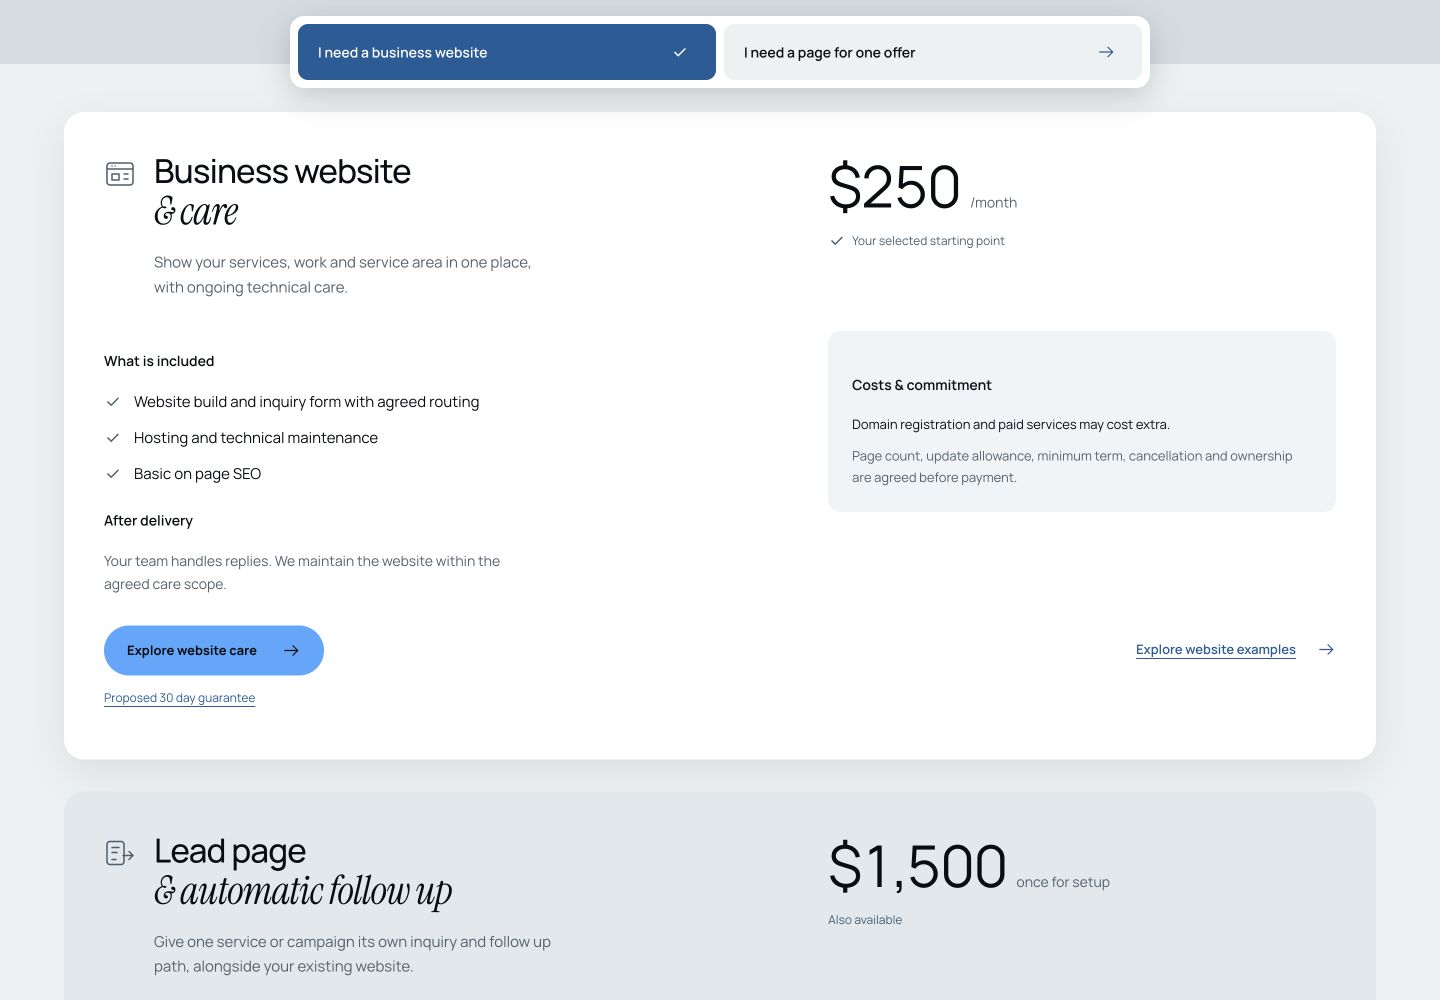 I need a business website
I need a page for one offer
Business website
& care
Show your services, work and service area in one place,
with ongoing technical care.
$250 /month
Your selected starting point
What is included
Website build and inquiry form with agreed routing
Hosting and technical maintenance
Basic on page SEO
After delivery
Your team handles replies. We maintain the website within the
agreed care scope.
Costs & commitment
Domain registration and paid services may cost extra.
Page count, update allowance, minimum term, cancellation and ownership
are agreed before payment.
Explore website care
Explore website examples
Proposed 30 day guarantee
Lead page
& automatic follow up
Give one service or campaign its own inquiry and follow up
path, alongside your existing website.
$1,500 once for setup
Also available